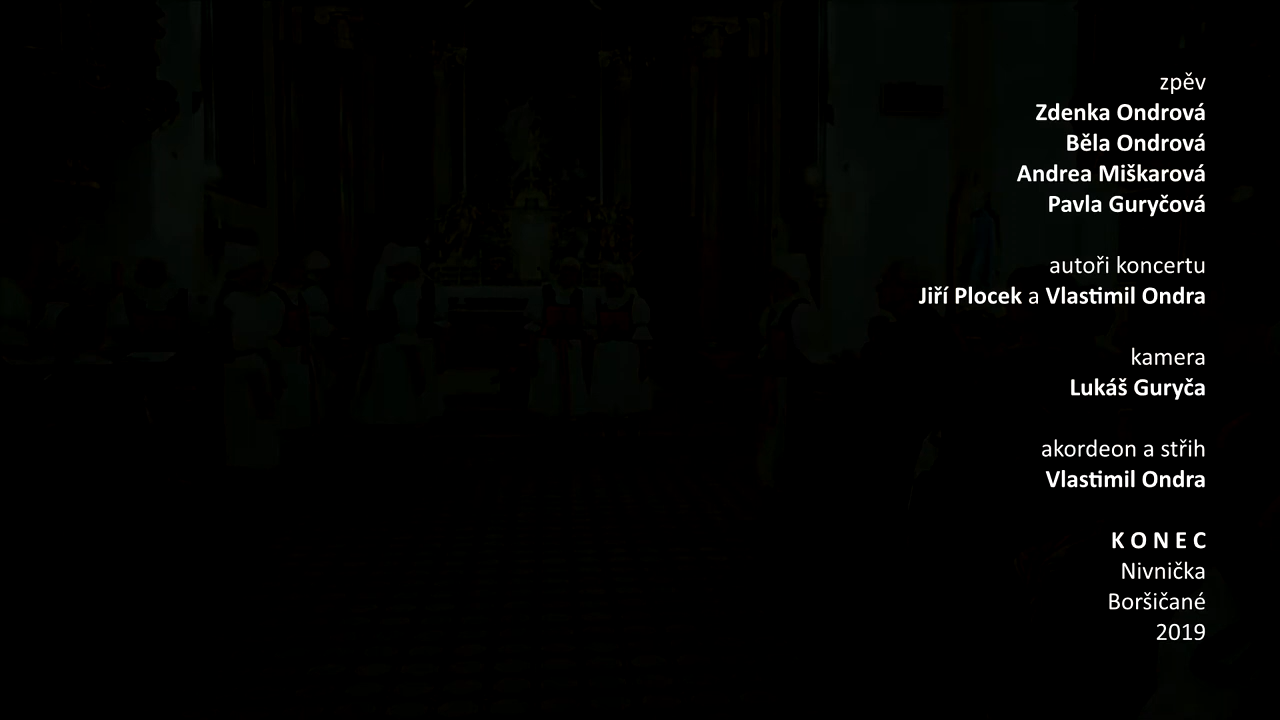 zpěv
Zdenka Ondrová
Běla Ondrová
Andrea Miškarová
Pavla Guryčová
autoři koncertu
Jiří Plocek a Vlastimil Ondra
kamera
Lukáš Guryča
akordeon a střih
Vlastimil Ondra
K O N E C
Nivnička
Boršičané
2019